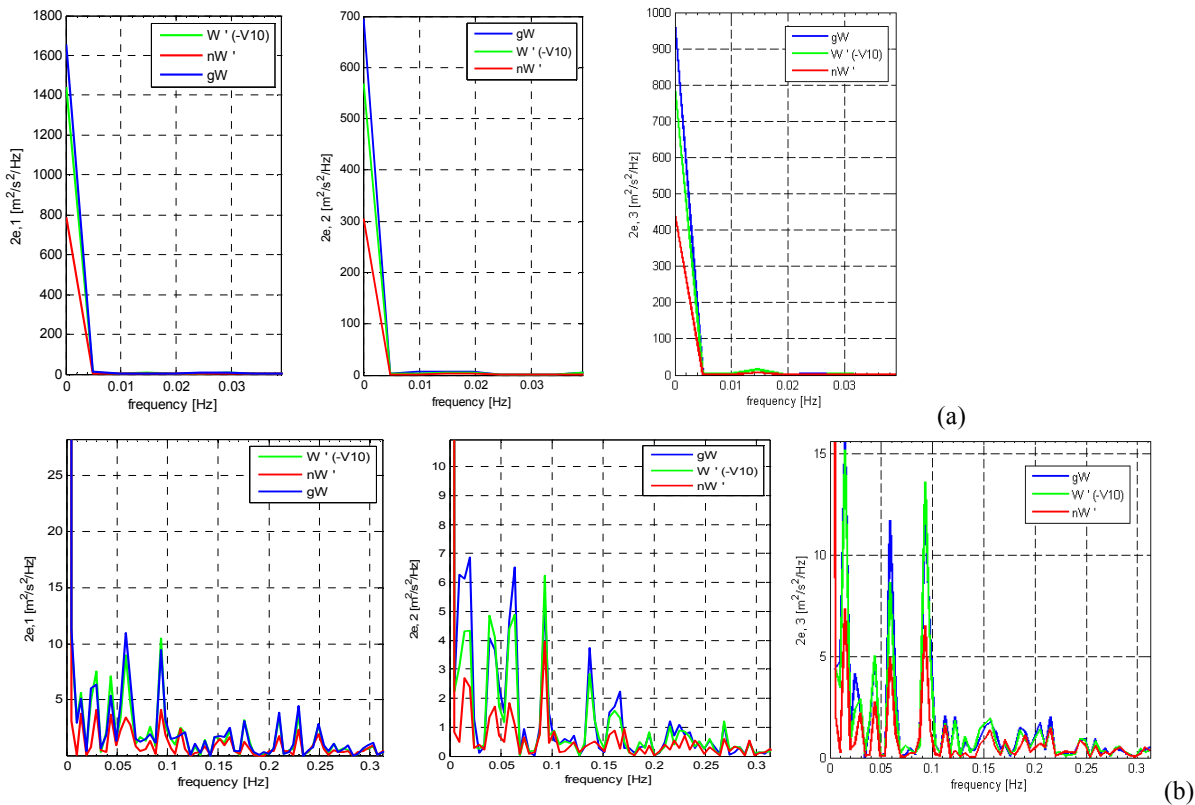 2e,1 [m²/s²/Hz]
1800
1600
1400
1200
1000
800
600
400
200
0
0 0.01 0.02 0.03
frequency [Hz]
W ' (-V10)
nW '
gW
2e, 2 [m²/s²/Hz]
700
600
500
400
300
200
100
0
0 0.01 0.02 0.03
frequency [Hz]
gW
W ' (-V10)
nW '
2e, 3 [m²/s²/Hz]
1000
900
800
700
600
500
400
300
200
100
0
0 0.01 0.02 0.03
frequency [Hz]
gW
W ' (-V10)
nW '
(a)
2e,1 [m²/s²/Hz]
25
20
15
10
5
0 0.05 0.1 0.15 0.2 0.25 0.3
frequency [Hz]
W ' (-V10)
nW '
gW
2e, 2 [m²/s²/Hz]
10
9
8
7
6
5
4
3
2
1
0
0 0.05 0.1 0.15 0.2 0.25 0.3
frequency [Hz]
gW
W ' (-V10)
nW '
2e, 3 [m²/s²/Hz]
15
10
5
0
0 0.05 0.1 0.15 0.2 0.25 0.3
frequency [Hz]
gW
W ' (-V10)
nW '
(b)